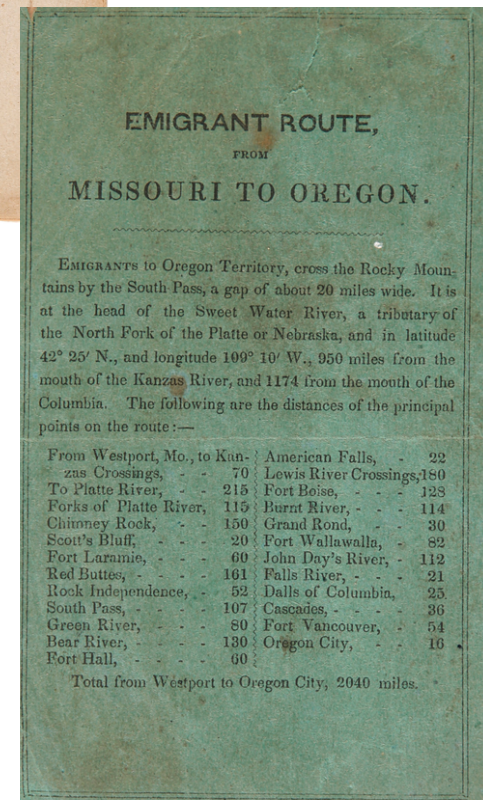 EMIGRANT ROUTE,
FROM
MISSOURI TO OREGON.
EMIGRANTS to Oregon Territory, cross the Rocky Moun-
tains by the South Pass, a gap of about 20 miles wide. It is
at the head of the Sweet Water River, a tributary of
the North Fork of the Platte or Nebraska, and in latitude
42° 25′ N., and longitude 109° 10′ W., 950 miles from the
mouth of the Kanzas River, and 1174 from the mouth of the
Columbia. The following are the distances of the principal
points on the route:—
From Westport, Mo., to Kan-
zas Crossings, - - 70
To Platte River, - - 215
Forks of Platte River, 115
Chimney Rock, - - 150
Scott's Bluff, - - - 20
Fort Laramie, - - - 60
Red Buttes, - - - - 161
Rock Independence, - 52
South Pass, - - - - 107
Green River, - - - 80
Bear River, - - - 130
Fort Hall, - - - - 60
American Falls, - 22
Lewis River Crossings, 180
Fort Boise, - - - 128
Burnt River, - - - 114
Grand Rond, - - 30
Fort Wallawalla, - 82
John Day's River, - 112
Falls River, - - - 21
Dalls of Columbia, 25
Cascades, - - - - 36
Fort Vancouver, - 54
Oregon City, - - 16
Total from Westport to Oregon City, 2040 miles.